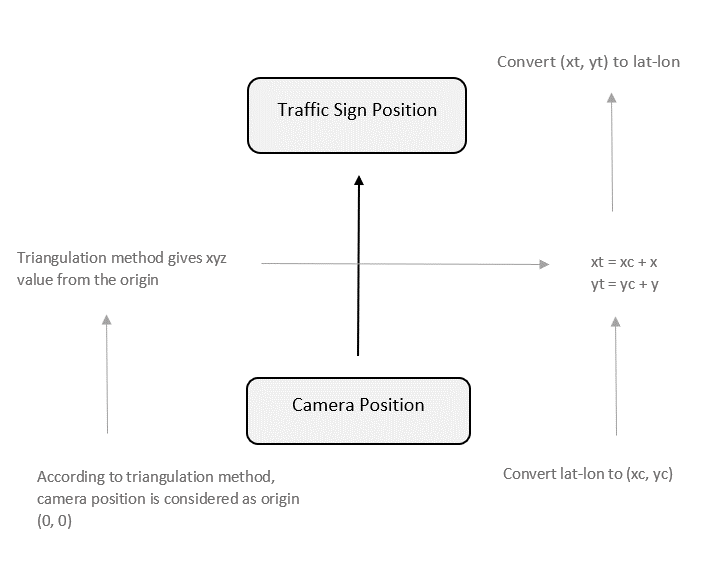 Convert (xt, yt) to lat-lon
Traffic Sign Position
Triangulation method gives xyz
value from the origin
xt = xc + x
yt = yc + y
Camera Position
According to triangulation method,
camera position is considered as origin
(0, 0)
Convert lat-lon to (xc, yc)